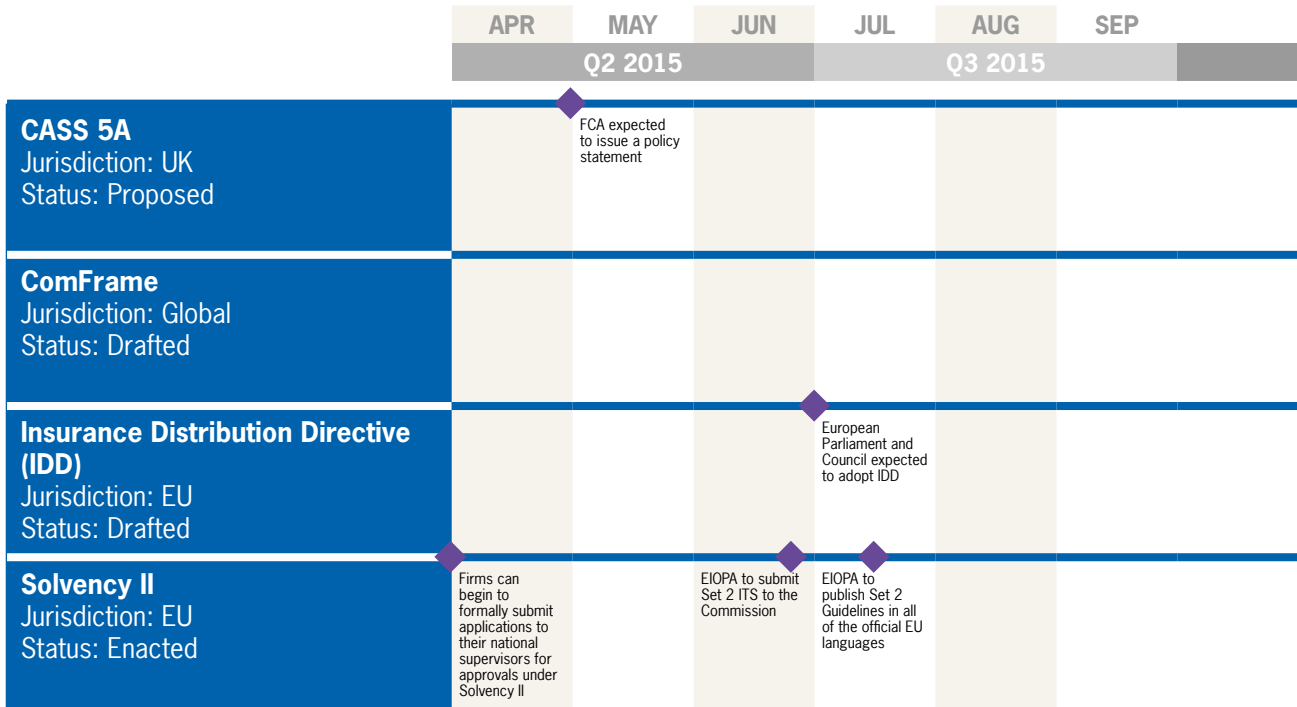 APR MAY JUN JUL AUG SEP
Q2 2015 Q3 2015
CASS 5A
Jurisdiction: UK
Status: Proposed
FCA expected
to issue a policy
statement
ComFrame
Jurisdiction: Global
Status: Drafted
Insurance Distribution Directive
(IDD)
Jurisdiction: EU
Status: Drafted
European
Parliament and
Council expected
to adopt IDD
Solvency II
Jurisdiction: EU
Status: Enacted
Firms can
begin to
formally submit
applications to
their national
supervisors for
approvals under
Solvency II
EIOPA to submit
Set 2 ITS to the
Commission
EIOPA to
publish Set 2
Guidelines in all
of the official EU
languages